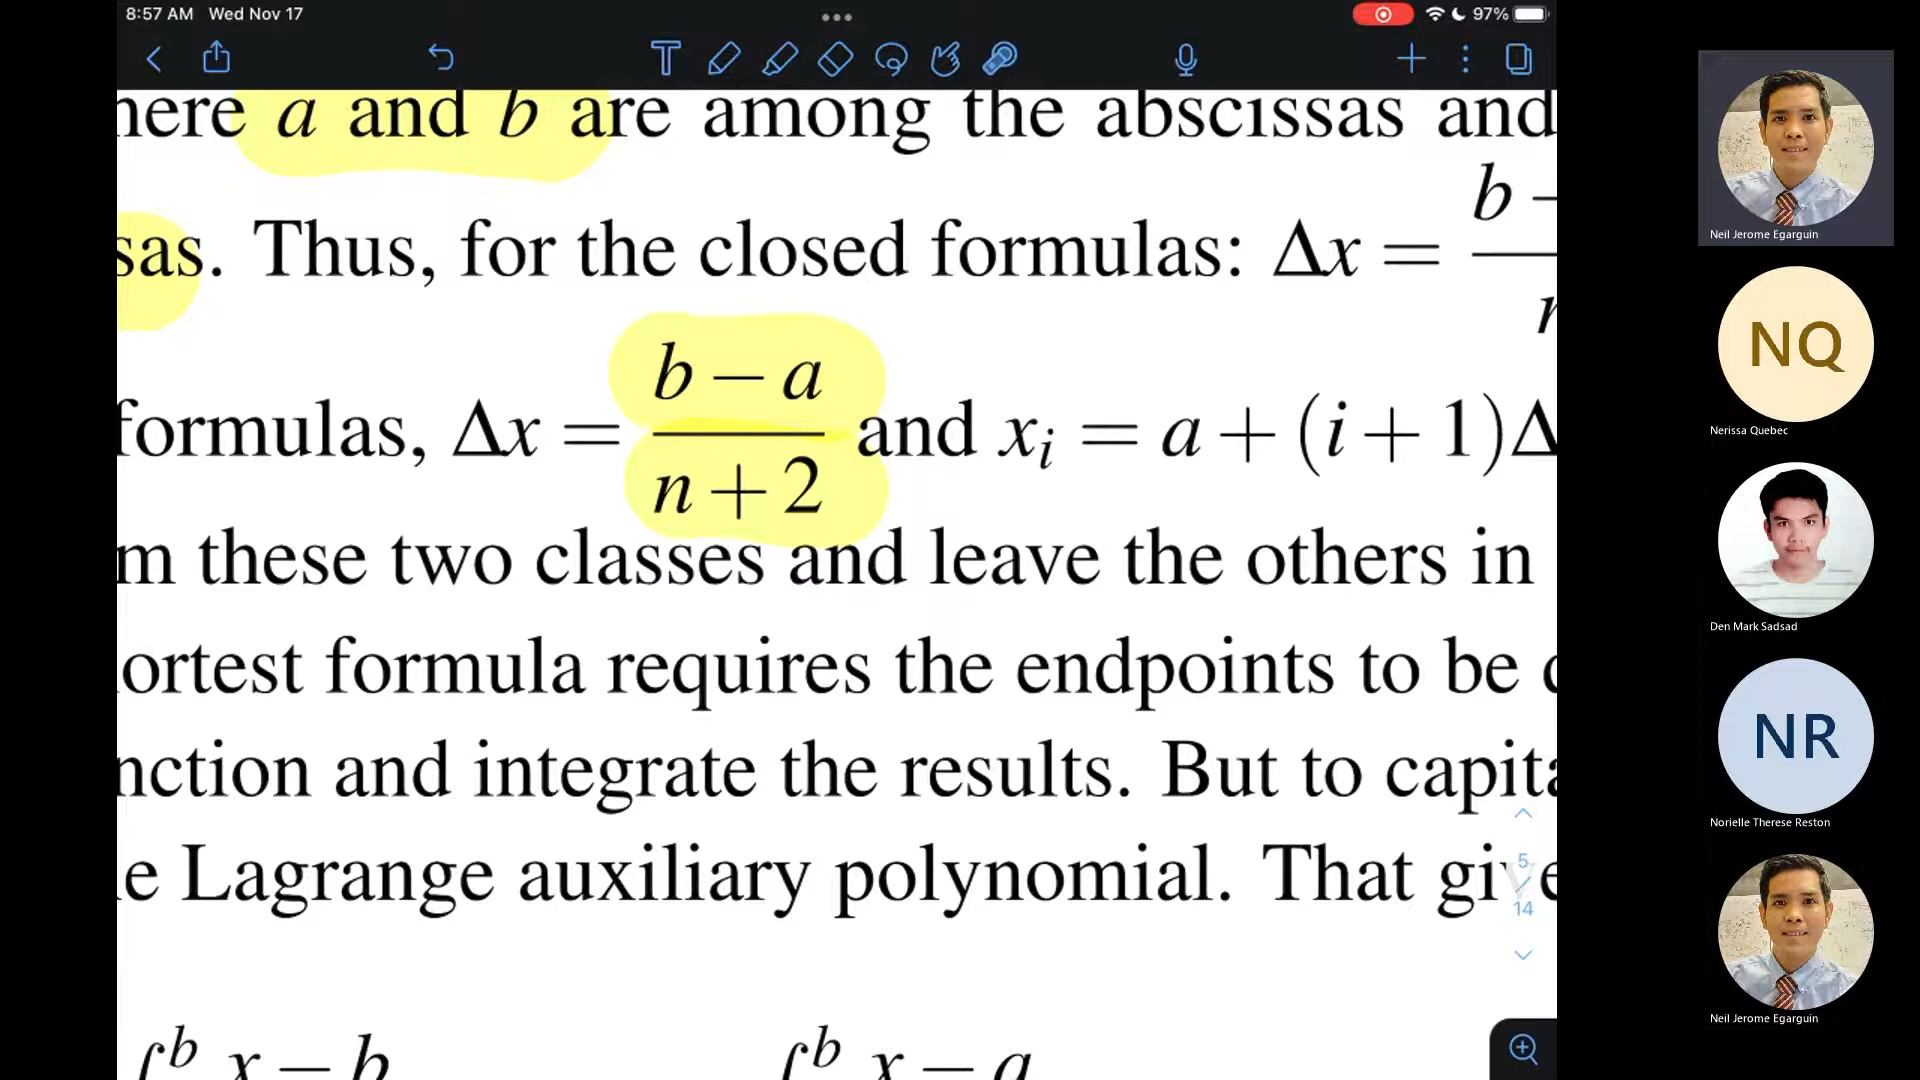 8:57 AM Wed Nov 17
97%
here a and b are among the abscissas and
sas. Thus, for the closed formulas: Δx = b −
formulas, Δx = \frac{b − a}{n + 2} and x_i = a + (i + 1)Δ
m these two classes and leave the others in
ortest formula requires the endpoints to be
nction and integrate the results. But to capita
e Lagrange auxiliary polynomial. That give
5
/
14
∫^b x − b
∫^b x − a
Neil Jerome Egarguin
NQ
Nerissa Quebec
Den Mark Sadsad
NR
Norielle Therese Reston
Neil Jerome Egarguin